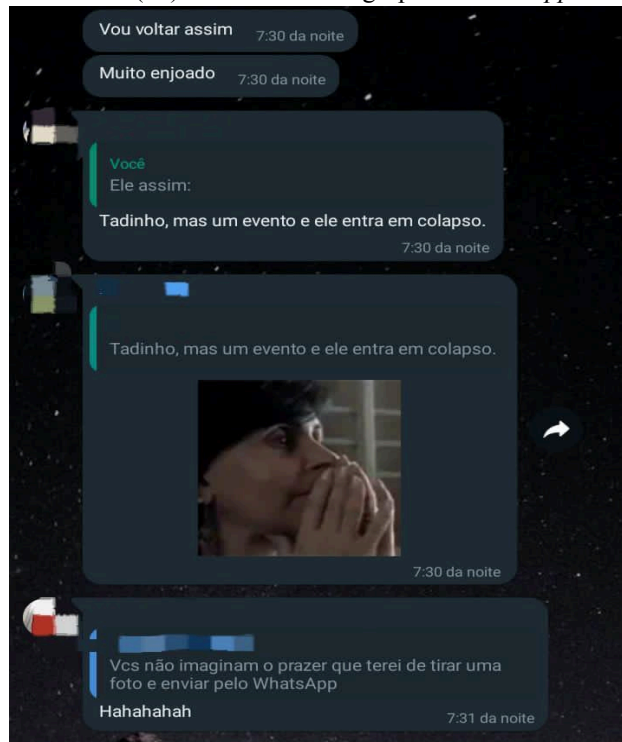 Vou voltar assim 7:30 da noite
Muito enjoado 7:30 da noite
Você
Ele assim:
Tadinho, mas um evento e ele entra em colapso.
7:30 da noite
Tadinho, mas um evento e ele entra em colapso.
7:30 da noite
Vcs não imaginam o prazer que terei de tirar uma
foto e enviar pelo WhatsApp
Hahahahah 7:31 da noite